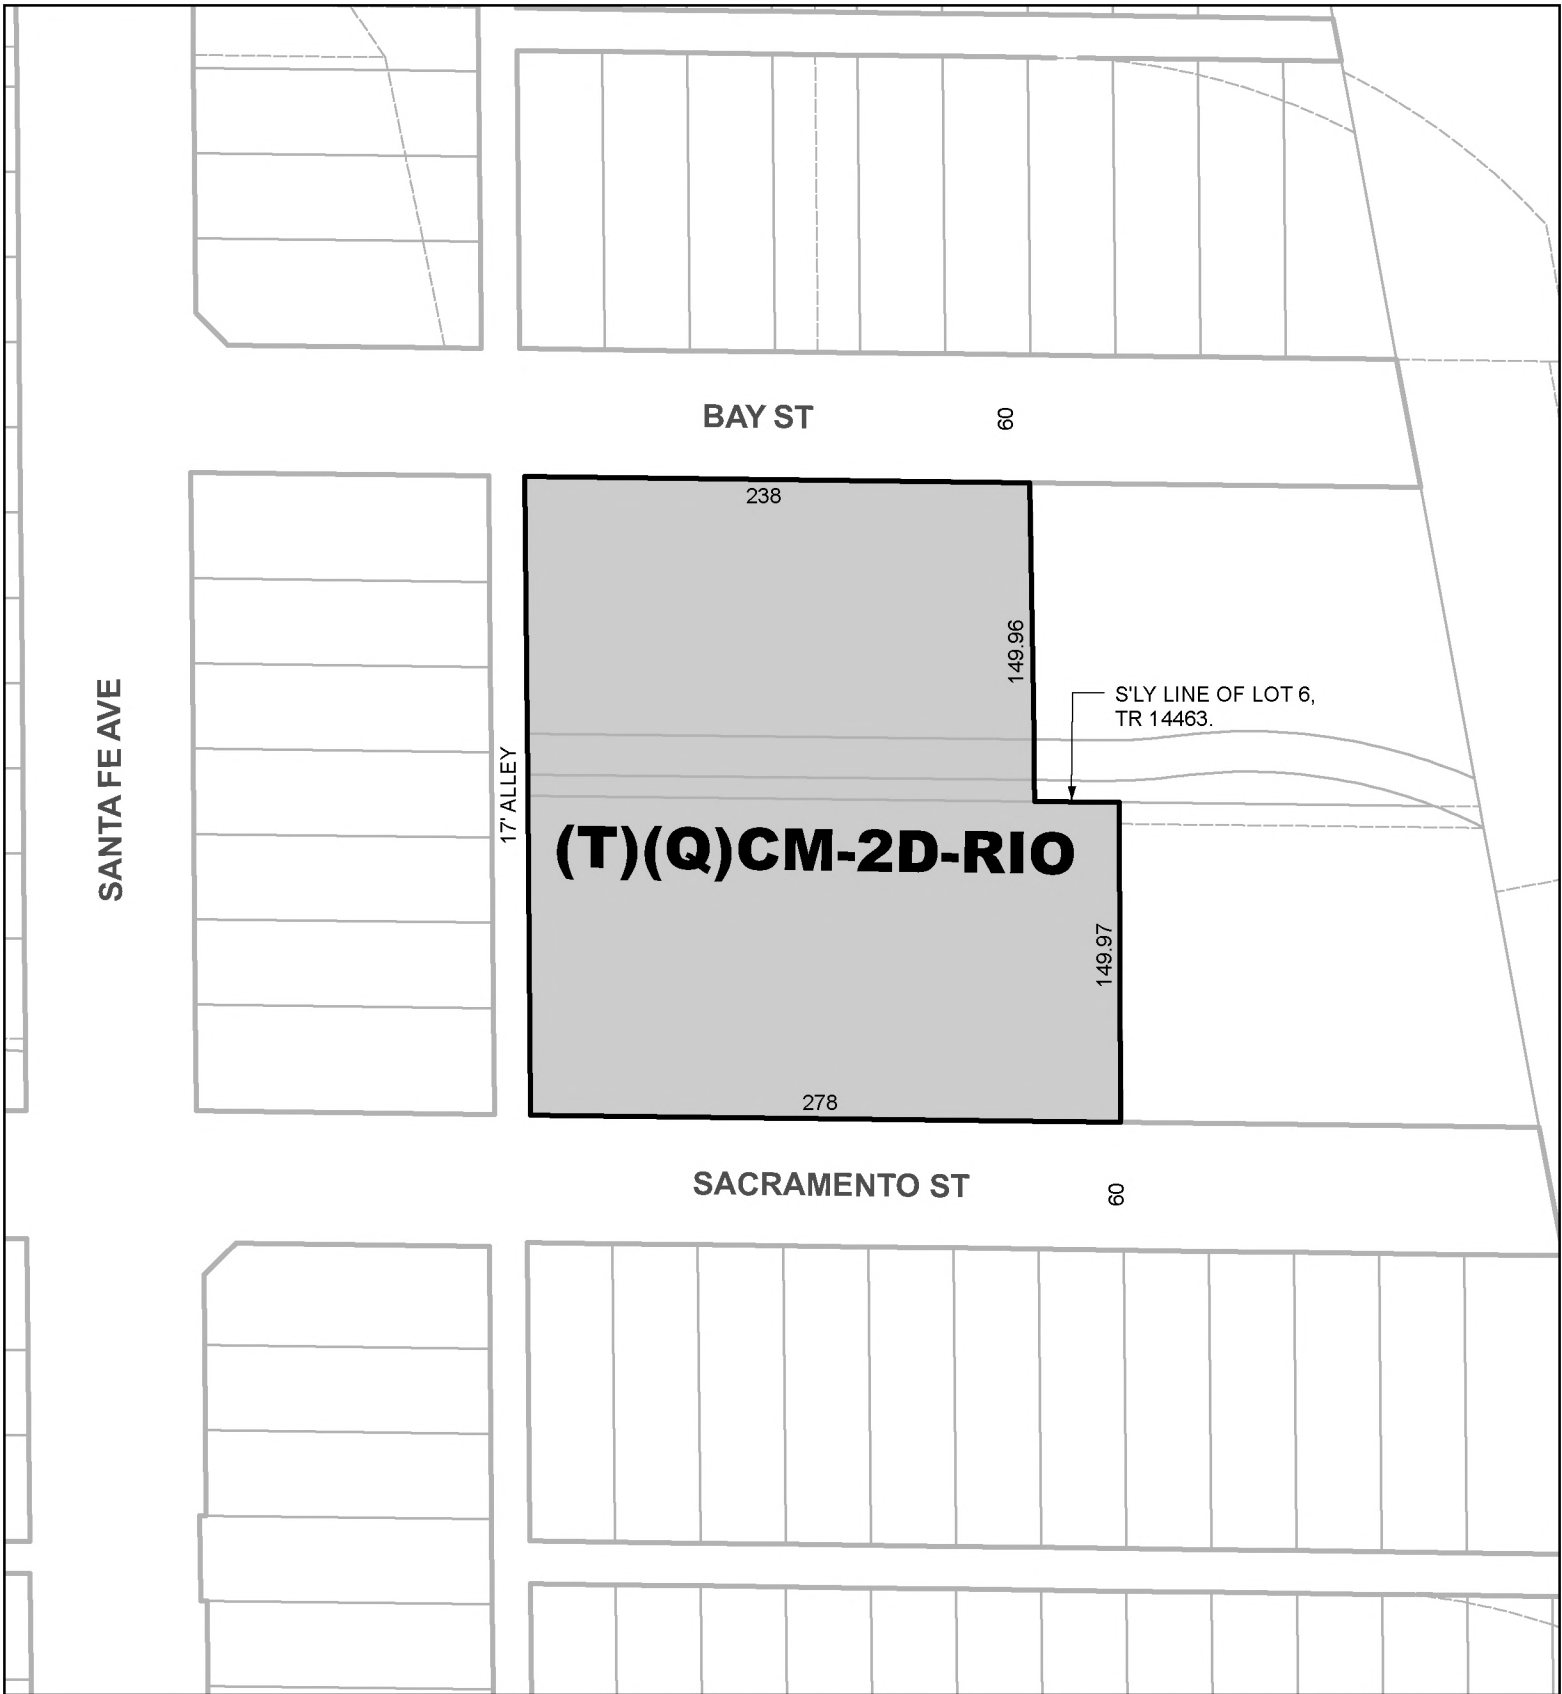 BAY ST
60
238
149.96
S'LY LINE OF LOT 6,
TR 14463.
SANTA FE AVE
17' ALLEY
(T)(Q)CM-2D-RIO
149.97
278
SACRAMENTO ST
60